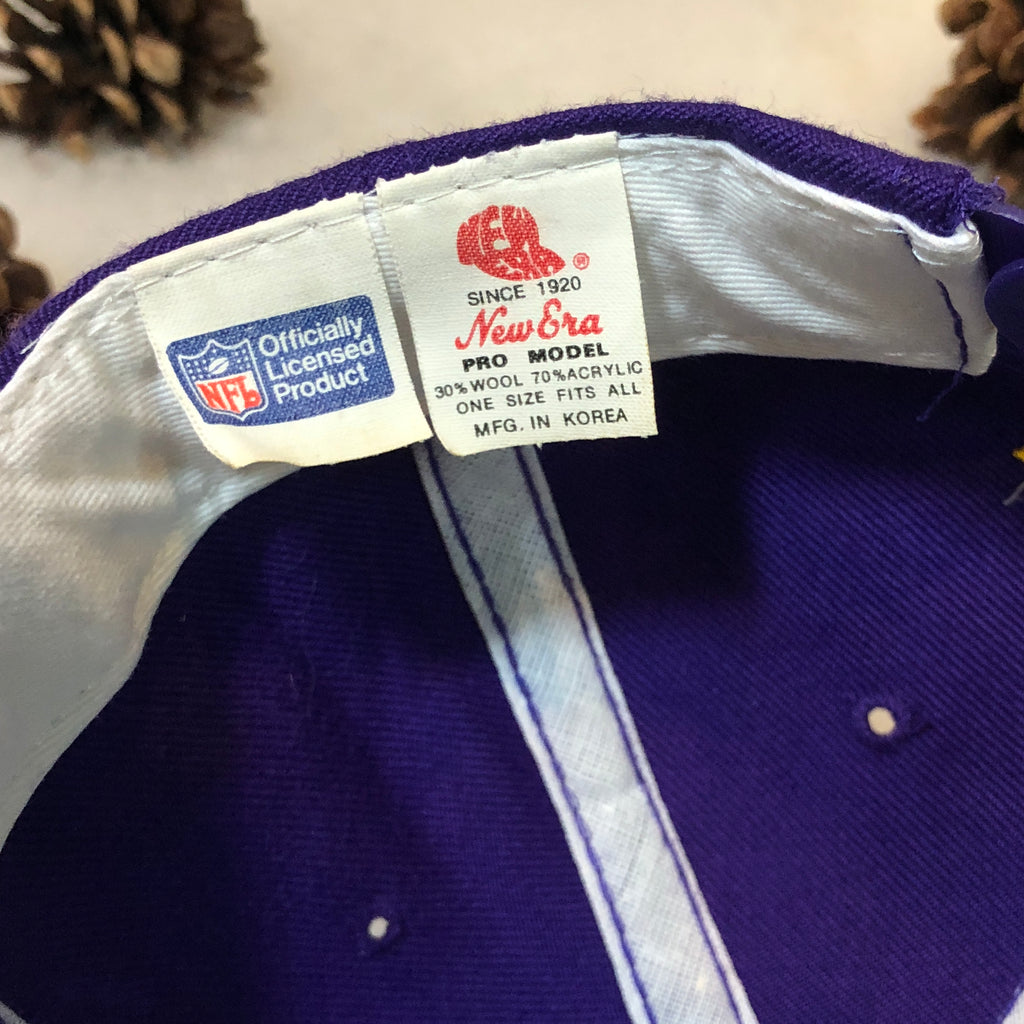 NFL
Officially
Licensed
Product
ERA
®
SINCE 1920
New Era
PRO MODEL
30% WOOL 70% ACRYLIC
ONE SIZE FITS ALL
MFG. IN KOREA